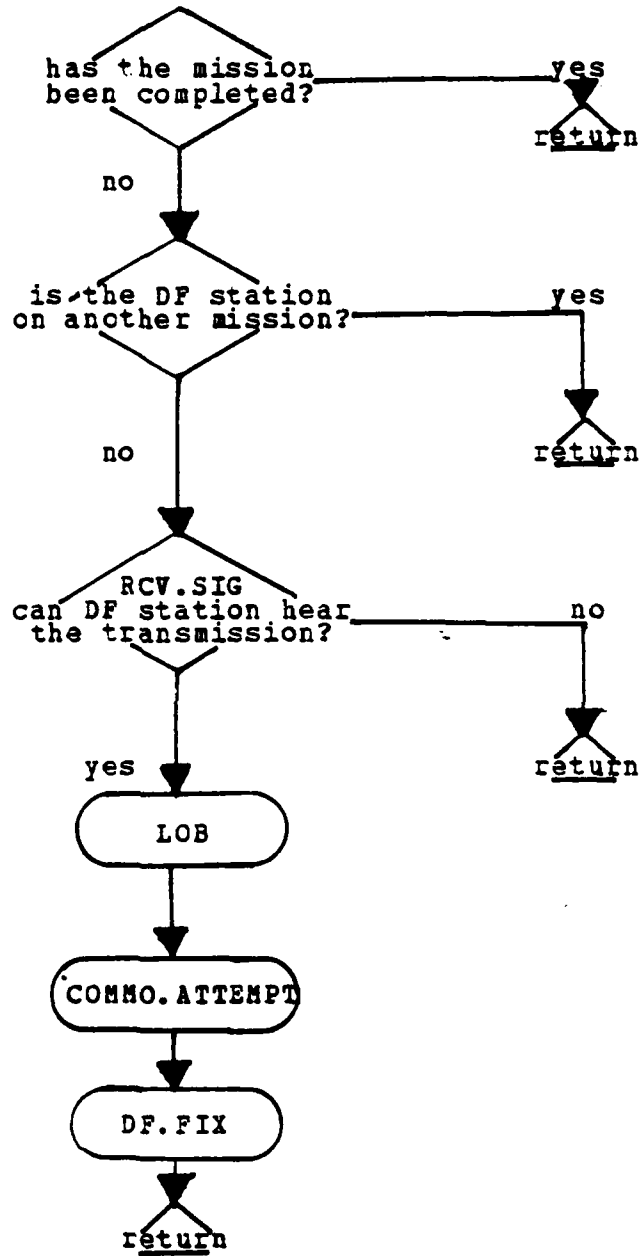 has the mission
been completed?
yes
return
no
is the DF station
on another mission?
yes
return
no
RCV.SIG
can DF station hear
the transmission?
no
return
yes
LOB
COMMO.ATTEMPT
DF.FIX
return